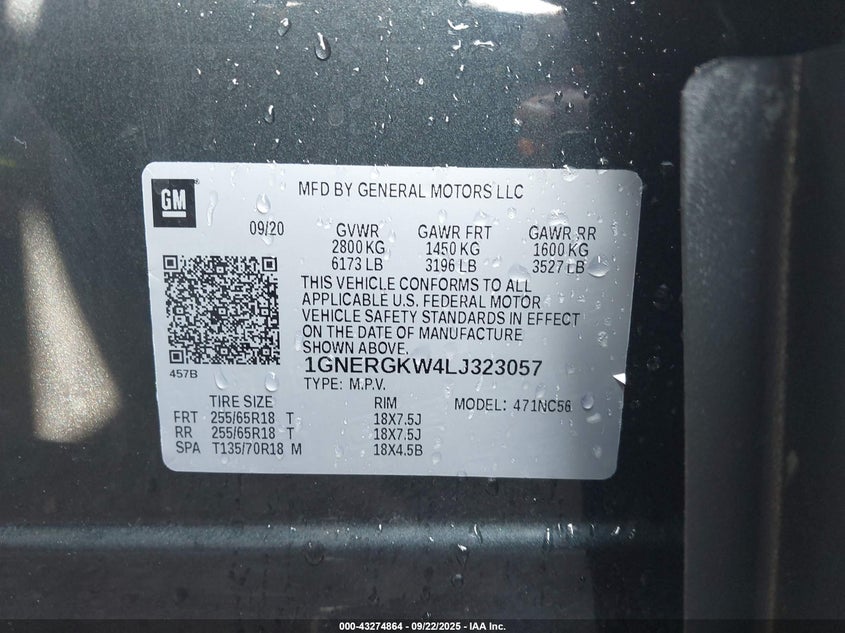 GM
MFD BY GENERAL MOTORS LLC
09/20 GVWR GAWR FRT GAWR RR
2800 KG 1450 KG 1600 KG
6173 LB 3196 LB 3527 LB
THIS VEHICLE CONFORMS TO ALL
APPLICABLE U.S. FEDERAL MOTOR
VEHICLE SAFETY STANDARDS IN EFFECT
ON THE DATE OF MANUFACTURE
SHOWN ABOVE.
457B
1GNERGKW4LJ323057
TYPE: M.P.V.
TIRE SIZE RIM MODEL: 471NC56
FRT 255/65R18 T 18X7.5J
RR 255/65R18 T 18X7.5J
SPA T135/70R18 M 18X4.5B
000-43274864 - 09/22/2025 - IAA Inc.